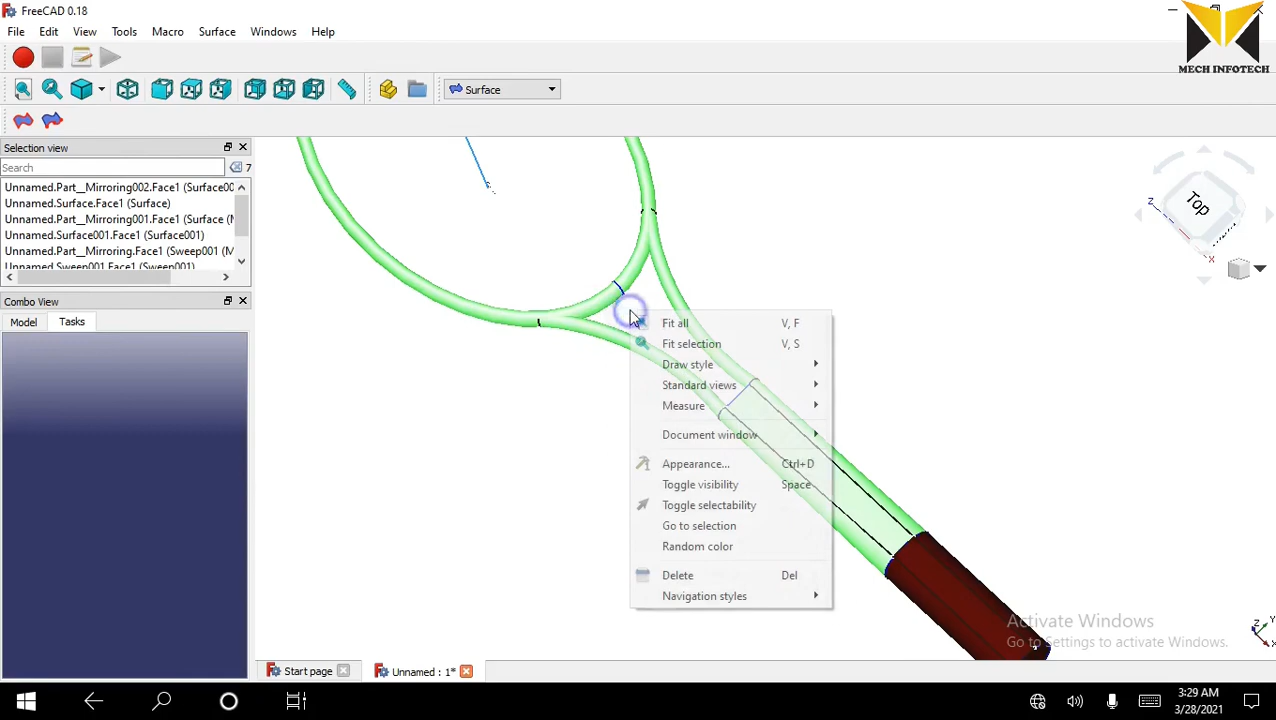 FreeCAD 0.18
MECH INFOTECH
File Edit View Tools Macro Surface Windows Help
Surface
Selection view
Search
7
Unnamed.Part__Mirroring002.Face1 (Surface00
Unnamed.Surface.Face1 (Surface)
Unnamed.Part__Mirroring001.Face1 (Surface (M
Unnamed.Surface001.Face1 (Surface001)
Unnamed.Part__Mirroring.Face1 (Sweep001 (M
Unnamed.Sweep001.Face1 (Sweep001)
Combo View
Model Tasks
Top
Z
X
Fit all V, F
Fit selection V, S
Draw style
Standard views
Measure
Document window
Appearance... Ctrl+D
Toggle visibility Space
Toggle selectability
Go to selection
Random color
Delete Del
Navigation styles
Activate Windows
Go to Settings to activate Windows.
Z Y
X
Start page
Unnamed : 1*
3:29 AM
3/28/2021